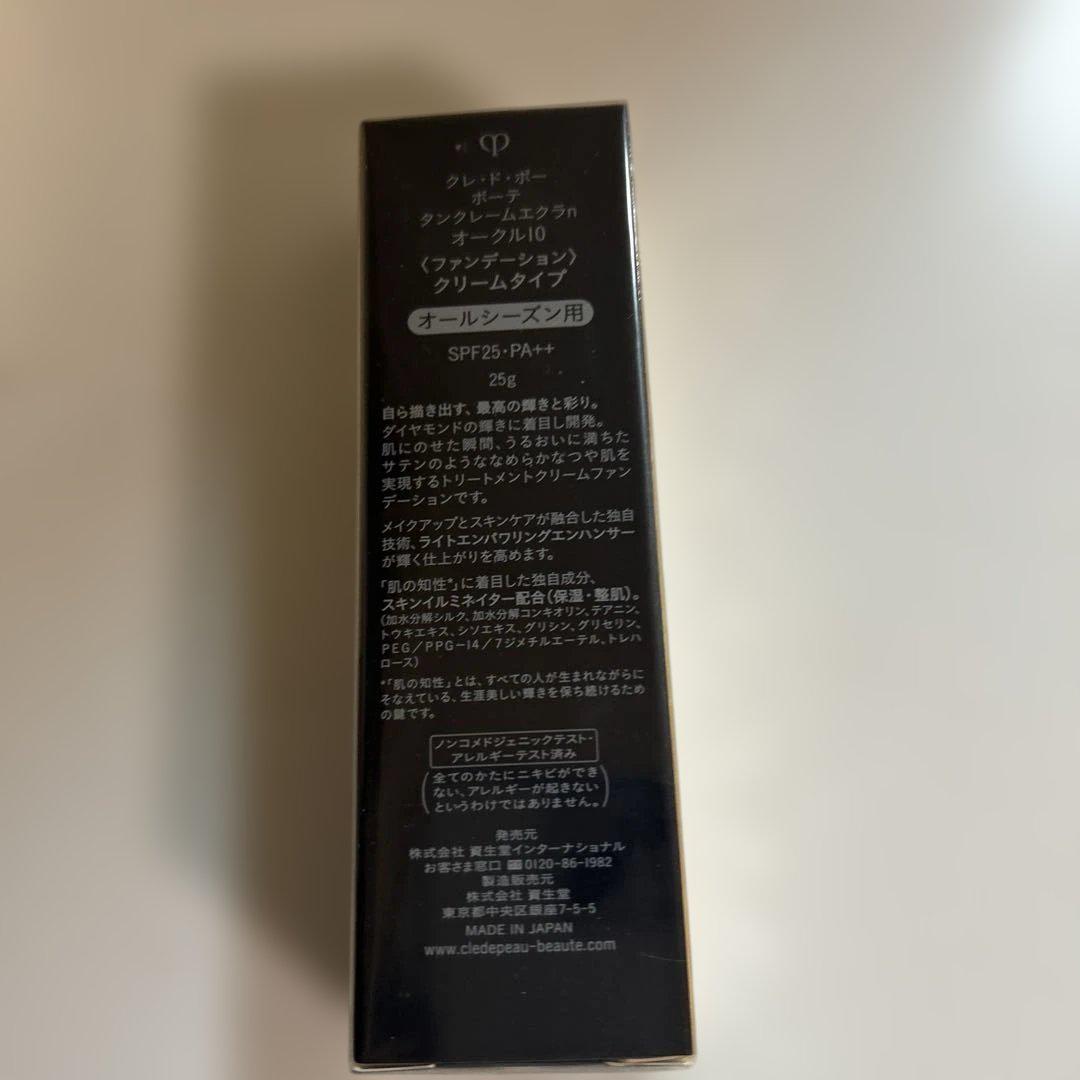 クレ・ド・ポー
ボーテ
タンクレームエクラn
オークル10
〈ファンデーション〉
クリームタイプ
オールシーズン用
SPF25・PA++
25g
自ら描き出す、最高の輝きと彩り。
ダイヤモンドの輝きに着目し開発。
肌にのせた瞬間、うるおいに満ちた
サテンのようななめらかなつや肌を
実現するトリートメントクリームファン
デーションです。
メイクアップとスキンケアが融合した独自
技術、ライトエンパワリングエンハンサー
が輝く仕上がりを高めます。
「肌の知性*」に着目した独自成分、
スキンイルミネイター配合(保湿・整肌)。
(加水分解シルク、加水分解コンキオリン、テアニン、
トウキエキス、シソエキス、グリシン、グリセリン、
PEG/PPG-14/7ジメチルエーテル、トレハ
ロース)
*「肌の知性」とは、すべての人が生まれながらに
そなえている、生涯美しい輝きを保ち続けるため
の鍵です。
ノンコメドジェニックテスト・
アレルギーテスト済み
(全てのかたにニキビができ
ない、アレルギーが起きない
というわけではありません。)
発売元
株式会社 資生堂インターナショナル
お客さま窓口 0120-86-1982
製造販売元
株式会社 資生堂
東京都中央区銀座7-5-5
MADE IN JAPAN
www.cledepeau-beaute.com